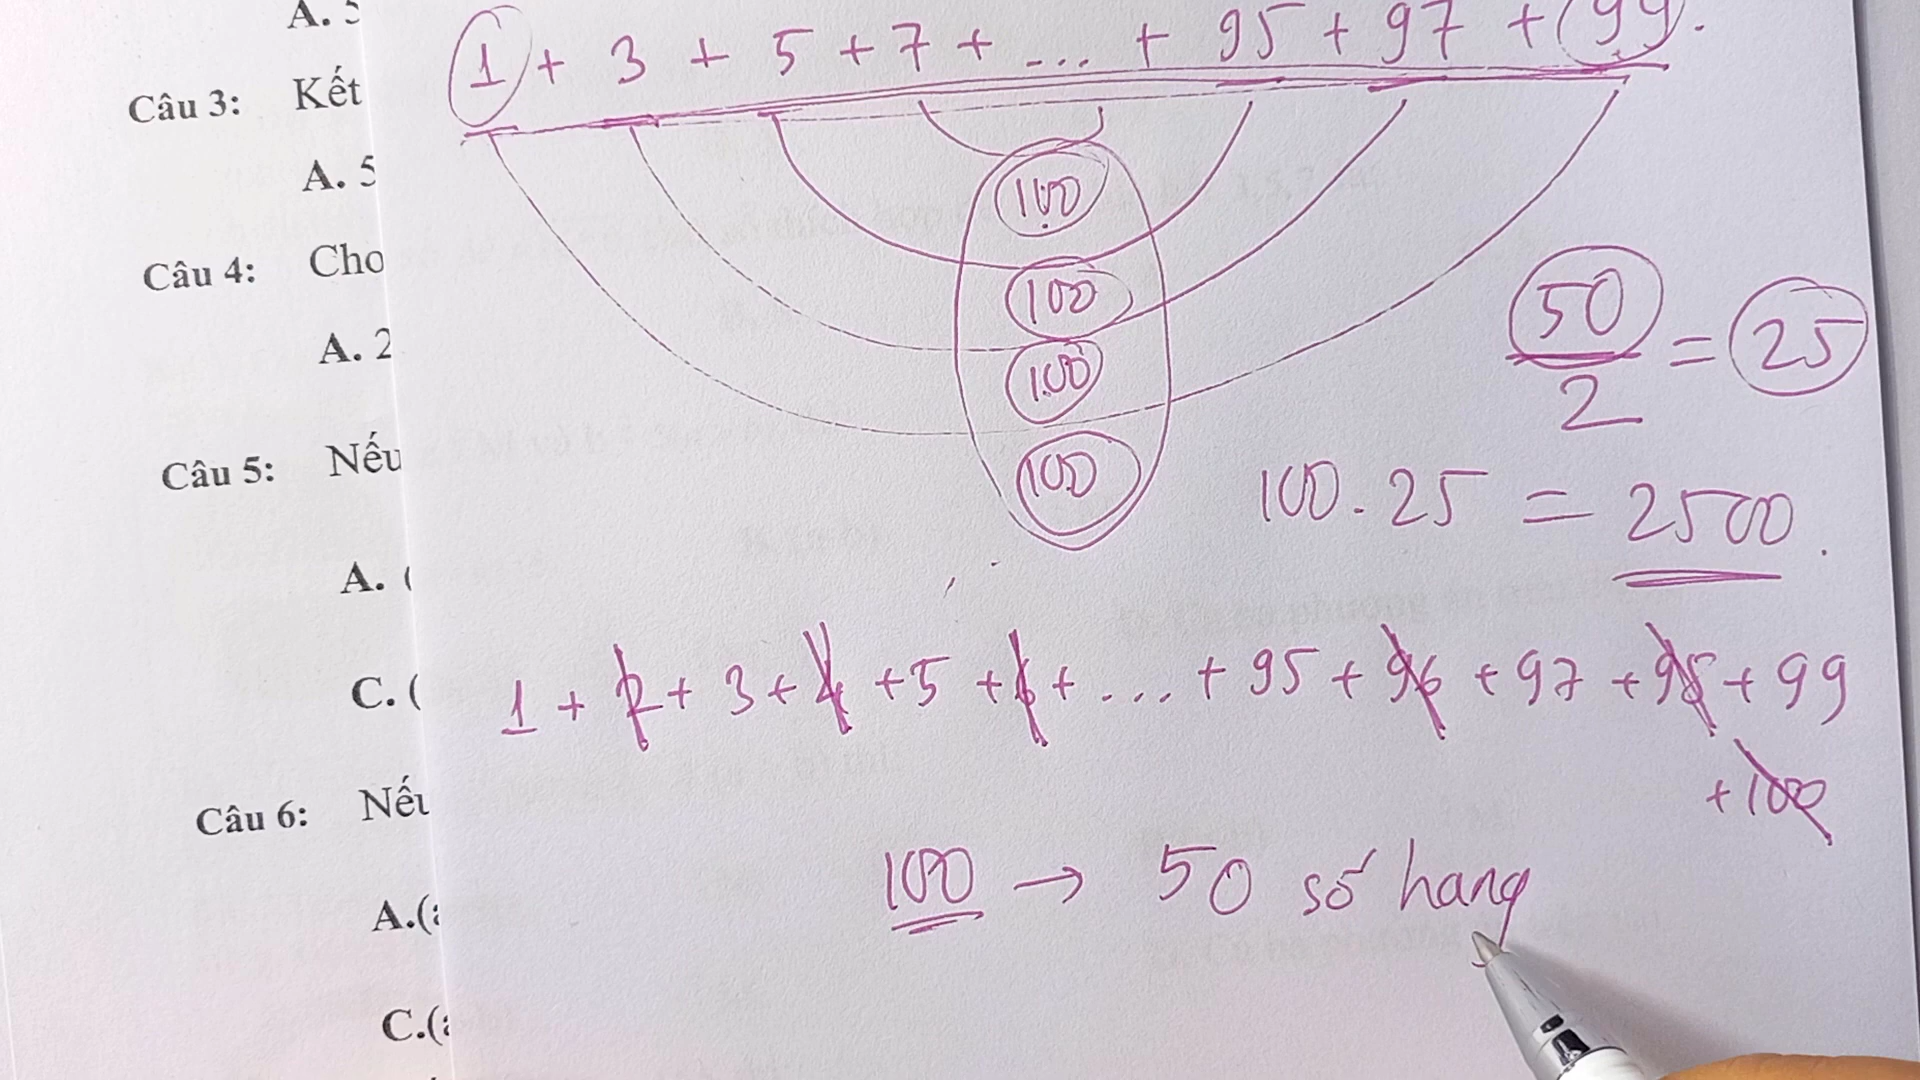 A. 5
1 + 3 + 5 + 7 + ... + 95 + 97 + 99.
Câu 3: Kết
A. 5
100
100
100
100
Câu 4: Cho
A. 2
50
2
= 25
Câu 5: Nếu
100 . 25 = 2500.
A. (
C. (
1 + 2 + 3 + 4 + 5 + 6 + ... + 95 + 96 + 97 + 98 + 99
+ 100
Câu 6: Nếu
100 → 50 số hang
A.(a
C.(a